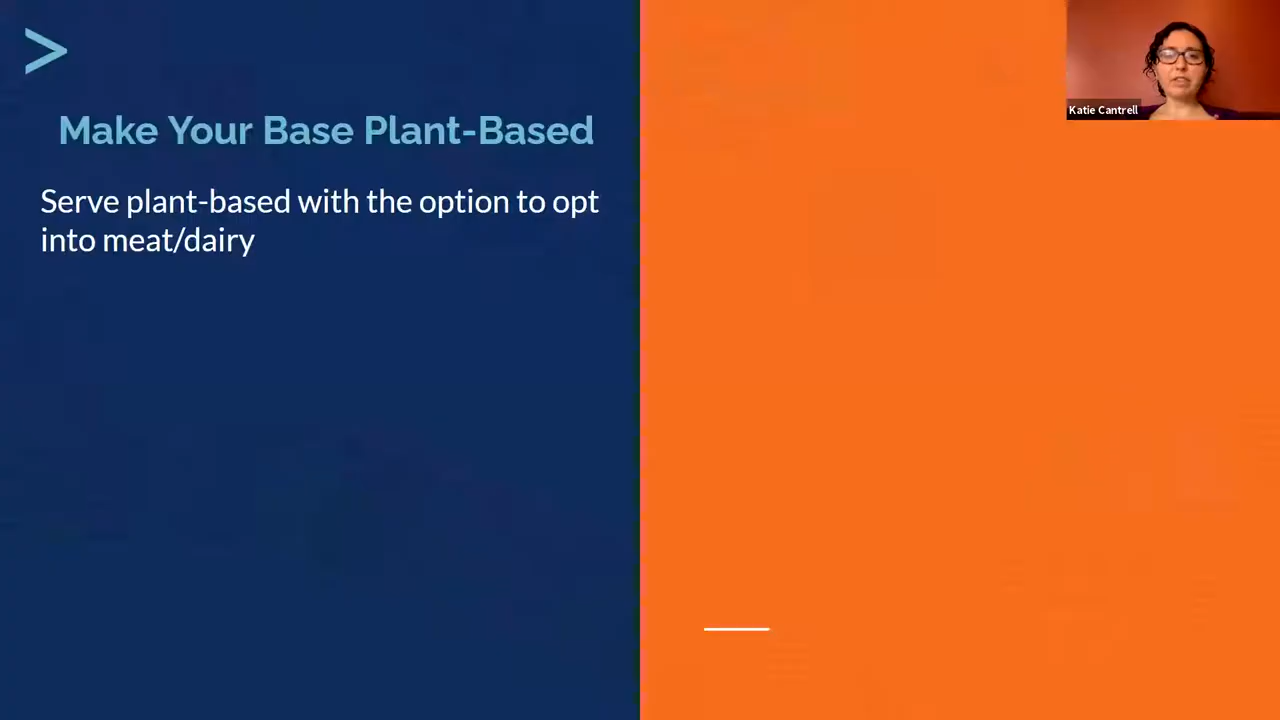 >
Make Your Base Plant-Based
Serve plant-based with the option to opt
into meat/dairy
Katie Cantrell